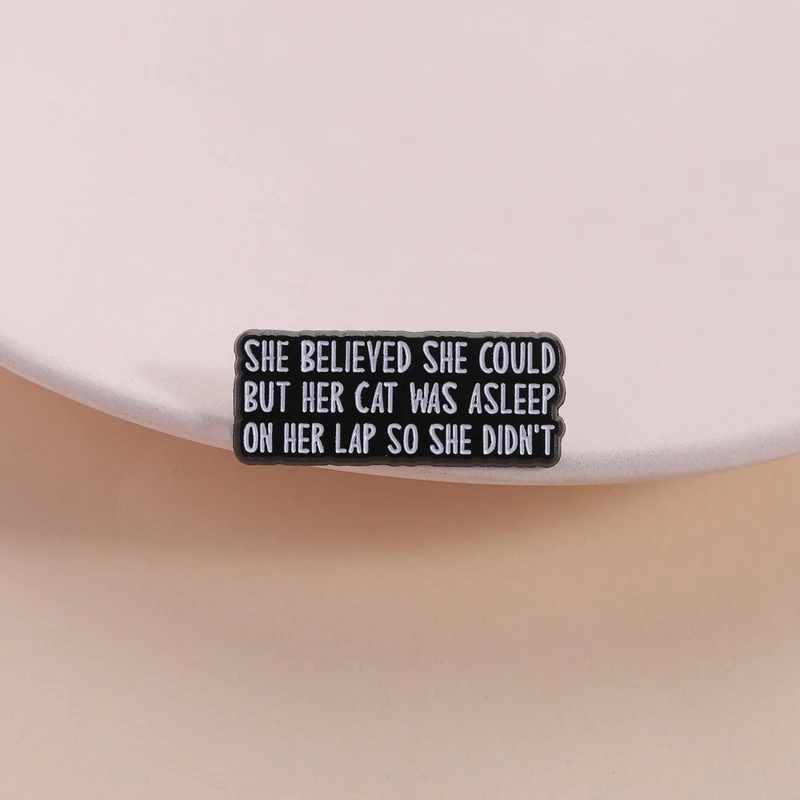 SHE BELIEVED SHE COULD
BUT HER CAT WAS ASLEEP
ON HER LAP SO SHE DIDN'T